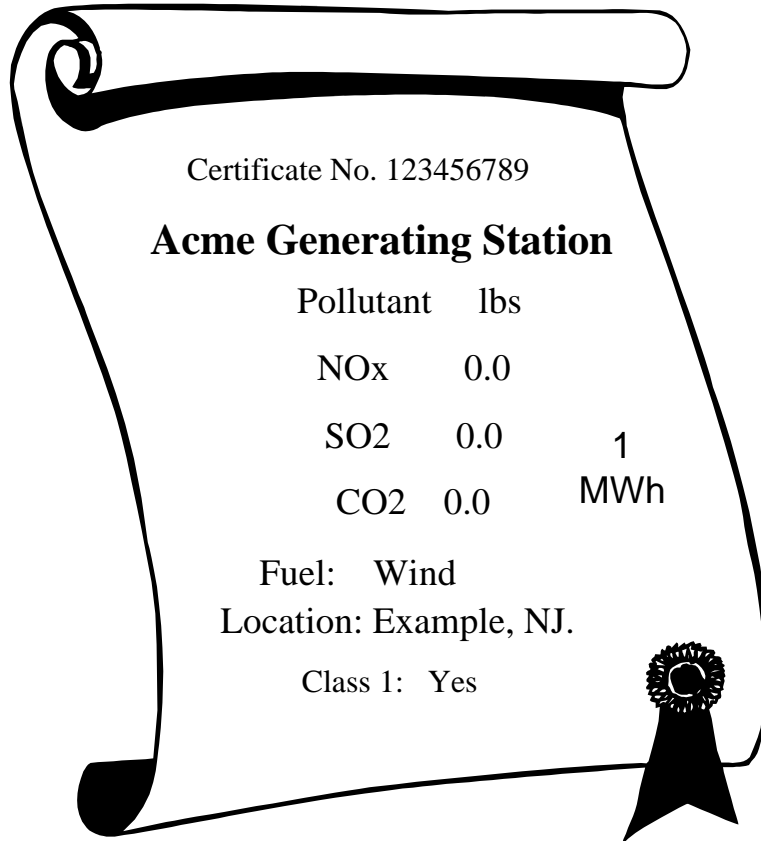 Certificate No. 123456789
Acme Generating Station
Pollutant lbs
NOx 0.0
SO2 0.0
1
MWh
CO2 0.0
Fuel: Wind
Location: Example, NJ.
Class 1: Yes